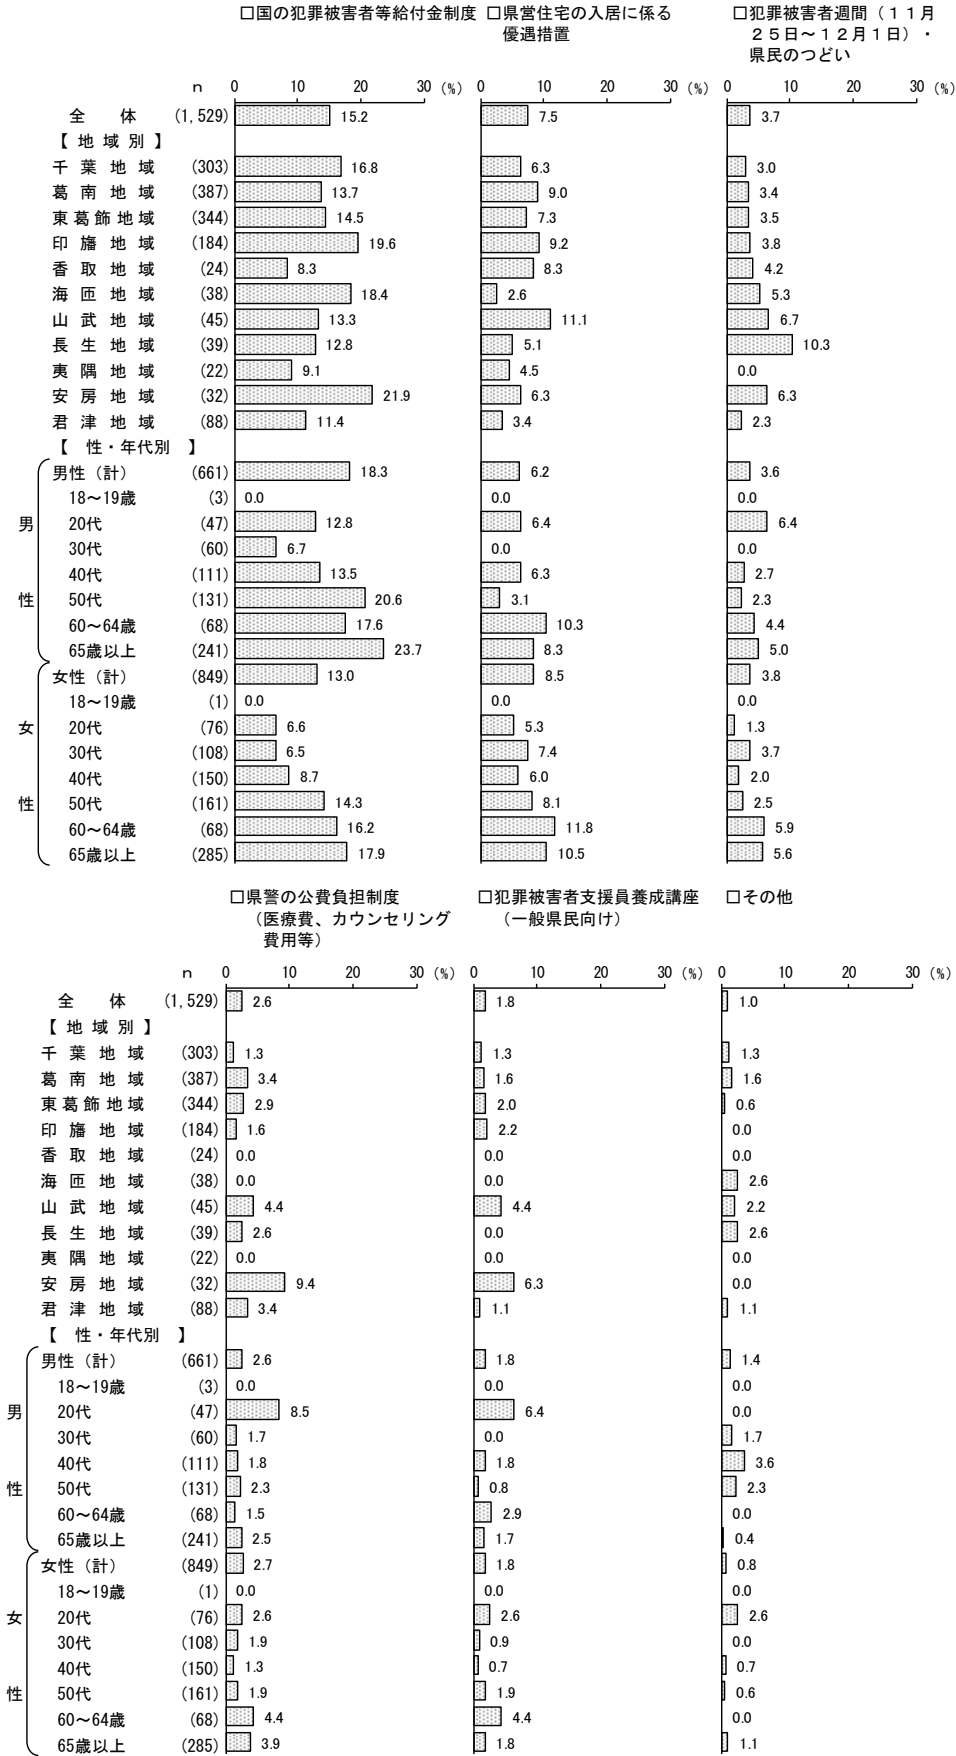 □国の犯罪被害者等給付金制度 □県営住宅の入居に係る優遇措置 □犯罪被害者週間（１１月２５日～１２月１日）・県民のつどい
n 0 10 20 30 (%) 0 10 20 30 (%) 0 10 20 30 (%)
全体 (1,529) 15.2 7.5 3.7
【地域別】
千葉地域 (303) 16.8 6.3 3.0
葛南地域 (387) 13.7 9.0 3.4
東葛飾地域 (344) 14.5 7.3 3.5
印旛地域 (184) 19.6 9.2 3.8
香取地域 (24) 8.3 8.3 4.2
海匝地域 (38) 18.4 2.6 5.3
山武地域 (45) 13.3 11.1 6.7
長生地域 (39) 12.8 5.1 10.3
夷隅地域 (22) 9.1 4.5 0.0
安房地域 (32) 21.9 6.3 6.3
君津地域 (88) 11.4 3.4 2.3
【 性・年代別 】
男性（計） (661) 18.3 6.2 3.6
18～19歳 (3) 0.0 0.0 0.0
男 20代 (47) 12.8 6.4 6.4
30代 (60) 6.7 0.0 0.0
40代 (111) 13.5 6.3 2.7
性 50代 (131) 20.6 3.1 2.3
60～64歳 (68) 17.6 10.3 4.4
65歳以上 (241) 23.7 8.3 5.0
女性（計） (849) 13.0 8.5 3.8
18～19歳 (1) 0.0 0.0 0.0
女 20代 (76) 6.6 5.3 1.3
30代 (108) 6.5 7.4 3.7
40代 (150) 8.7 6.0 2.0
性 50代 (161) 14.3 8.1 2.5
60～64歳 (68) 16.2 11.8 5.9
65歳以上 (285) 17.9 10.5 5.6
□県警の公費負担制度（医療費、カウンセリング費用等） □犯罪被害者支援員養成講座（一般県民向け） □その他
n 0 10 20 30 (%) 0 10 20 30 (%) 0 10 20 30 (%)
全体 (1,529) 2.6 1.8 1.0
【地域別】
千葉地域 (303) 1.3 1.3 1.3
葛南地域 (387) 3.4 1.6 1.6
東葛飾地域 (344) 2.9 2.0 0.6
印旛地域 (184) 1.6 2.2 0.0
香取地域 (24) 0.0 0.0 0.0
海匝地域 (38) 0.0 0.0 2.6
山武地域 (45) 4.4 4.4 2.2
長生地域 (39) 2.6 0.0 2.6
夷隅地域 (22) 0.0 0.0 0.0
安房地域 (32) 9.4 6.3 0.0
君津地域 (88) 3.4 1.1 1.1
【 性・年代別 】
男性（計） (661) 2.6 1.8 1.4
18～19歳 (3) 0.0 0.0 0.0
男 20代 (47) 8.5 6.4 0.0
30代 (60) 1.7 0.0 1.7
40代 (111) 1.8 1.8 3.6
性 50代 (131) 2.3 0.8 2.3
60～64歳 (68) 1.5 2.9 0.0
65歳以上 (241) 2.5 1.7 0.4
女性（計） (849) 2.7 1.8 0.8
18～19歳 (1) 0.0 0.0 0.0
女 20代 (76) 2.6 2.6 2.6
30代 (108) 1.9 0.9 0.0
40代 (150) 1.3 0.7 0.7
性 50代 (161) 1.9 1.9 0.6
60～64歳 (68) 4.4 4.4 0.0
65歳以上 (285) 3.9 1.8 1.1